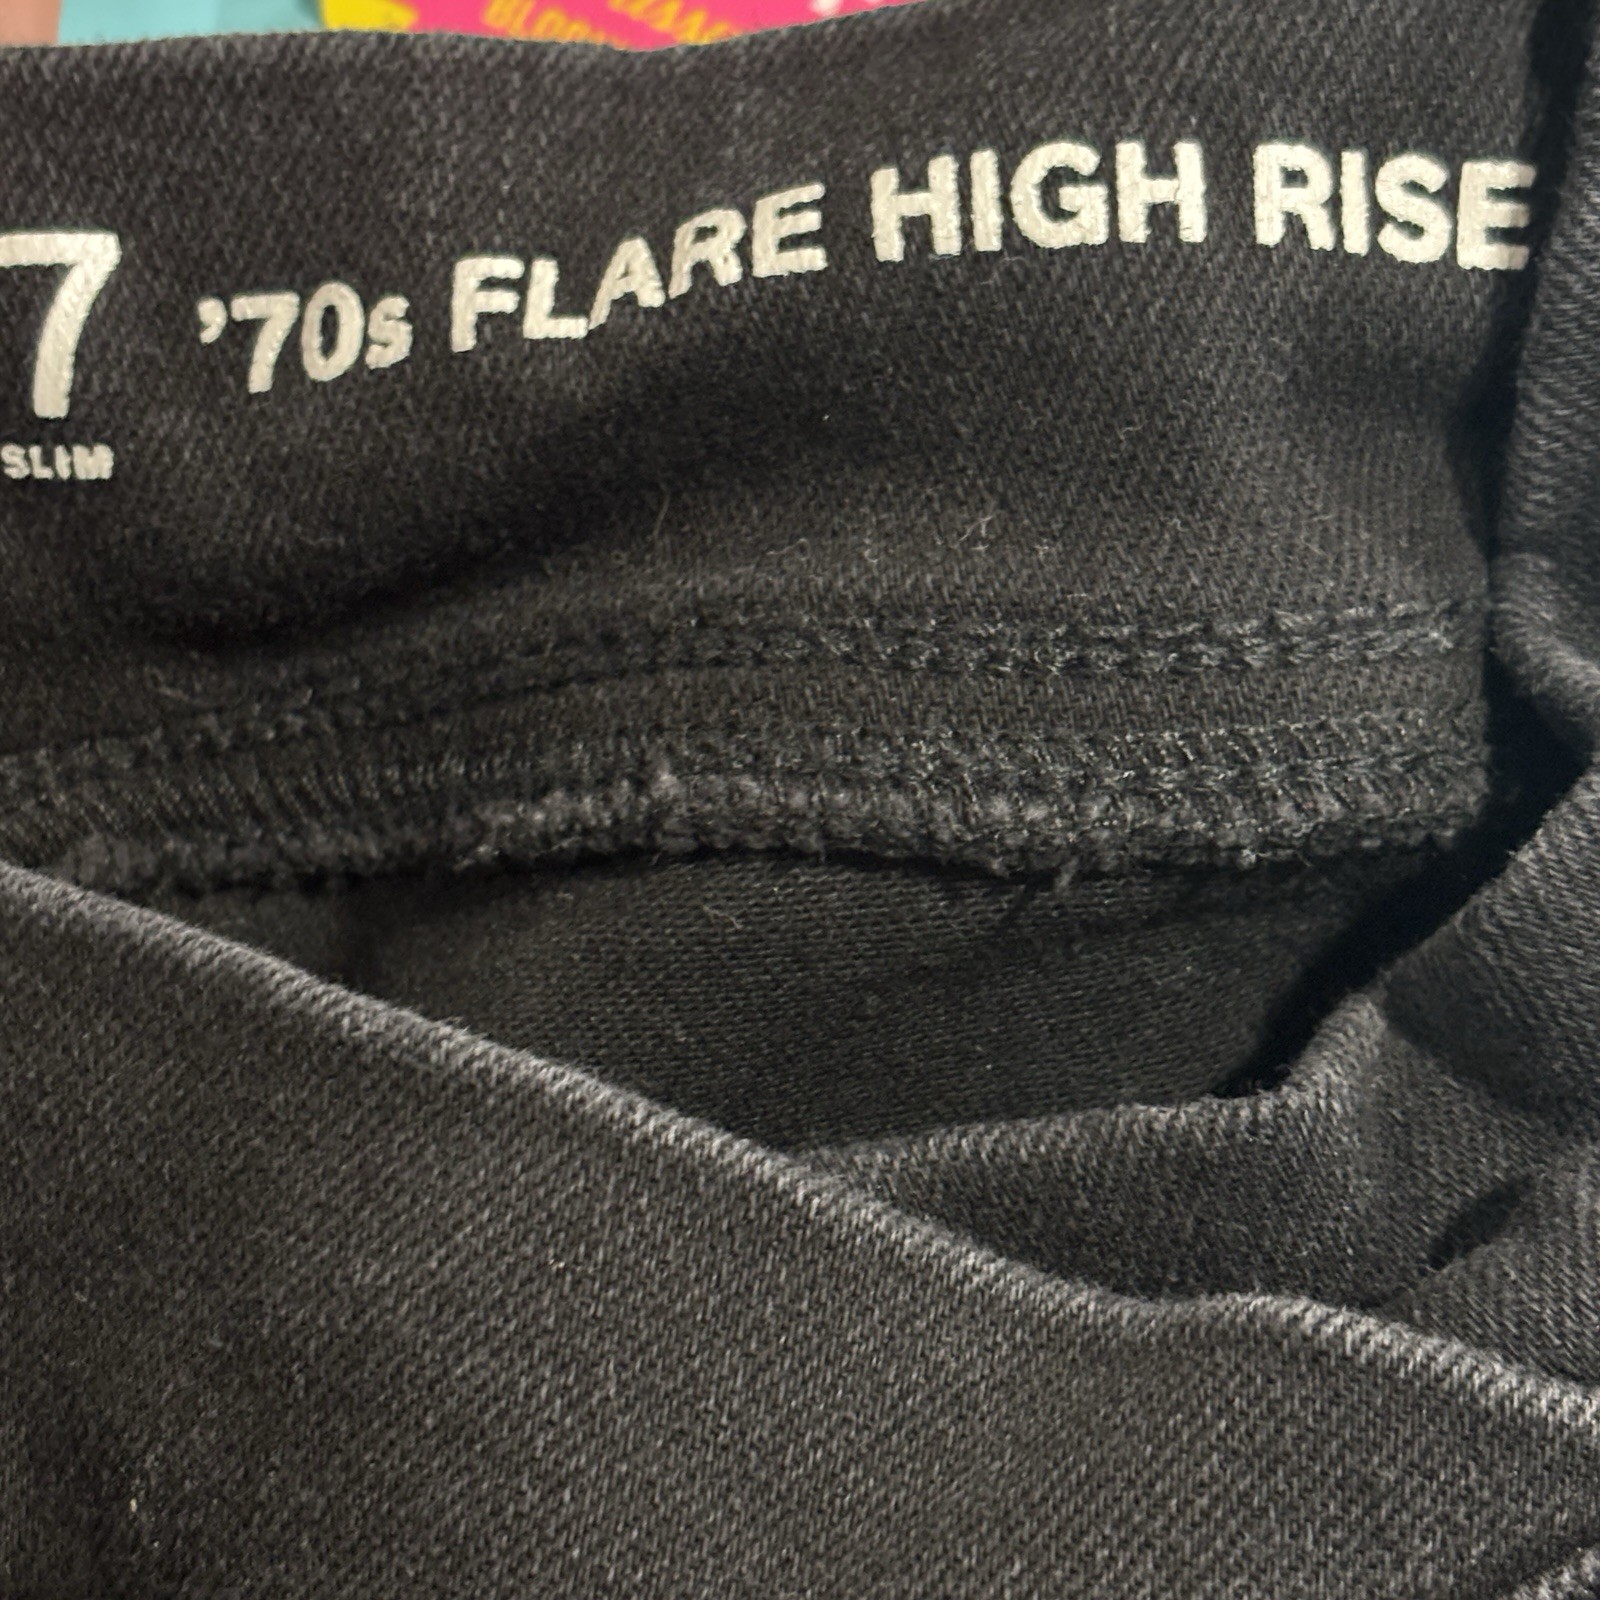 7 '70s FLARE HIGH RISE
SLIM